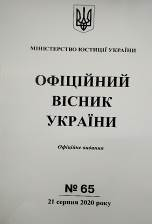 МІНІСТЕРСТВО ЮСТИЦІЇ УКРАЇНИ
ОФІЦІЙНИЙ
ВІСНИК
УКРАЇНИ
Офіційне видання
№ 65
21 серпня 2020 року